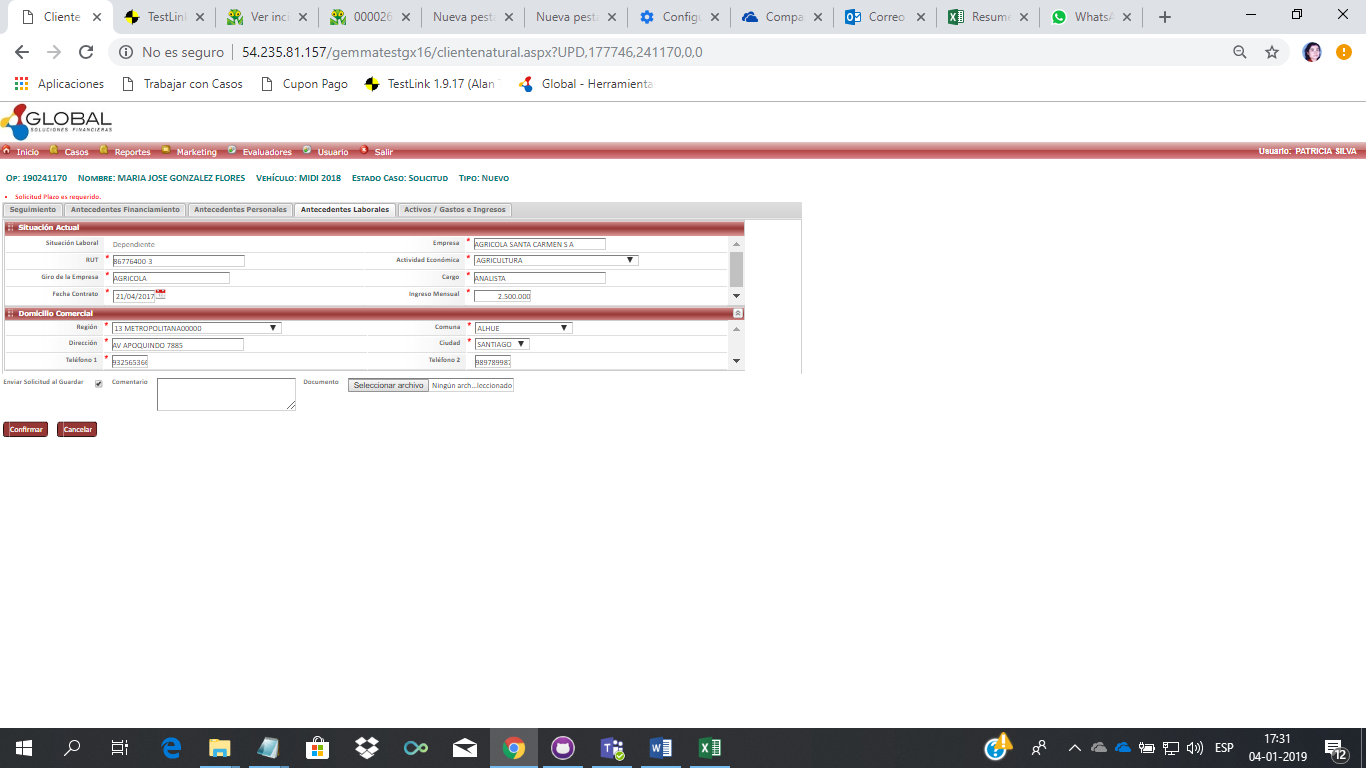 Cliente
TestLink
Ver inci
000026
Nueva pest
Nueva pest
Configu
Compa
Correo
Resum
WhatsA
No es seguro | 54.235.81.157/gemmatestgx16/clientenatural.aspx?UPD,177746,241170,0,0
Aplicaciones Trabajar con Casos Cupon Pago TestLink 1.9.17 (Alan Global - Herramienta
GLOBAL
SOLUCIONES FINANCIERAS
Inicio Casos Reportes Marketing Evaluadores Usuario Salir Usuario: PATRICIA SILVA
Op: 190241170 Nombre: MARIA JOSE GONZALEZ FLORES Vehículo: MIDI 2018 Estado Caso: Solicitud Tipo: Nuevo
• Solicitud Plazo es requerido.
Seguimiento Antecedentes Financiamiento Antecedentes Personales Antecedentes Laborales Activos / Gastos e Ingresos
Situación Actual
Situación Laboral Dependiente Empresa * AGRICOLA SANTA CARMEN S A
RUT * 86776400-3 Actividad Económica * AGRICULTURA
Giro de la Empresa * AGRICOLA Cargo * ANALISTA
Fecha Contrato * 21/04/2017 Ingreso Mensual * 2.500.000
Domicilio Comercial
Región * 13 METROPOLITANA00000 Comuna * ALHUE
Dirección * AV APOQUINDO 7885 Ciudad * SANTIAGO
Teléfono 1 * 932565366 Teléfono 2 989789987
Enviar Solicitud al Guardar Comentario Documento Seleccionar archivo Ningún arch...leccionado
Confirmar Cancelar
ESP
17:31
04-01-2019
12